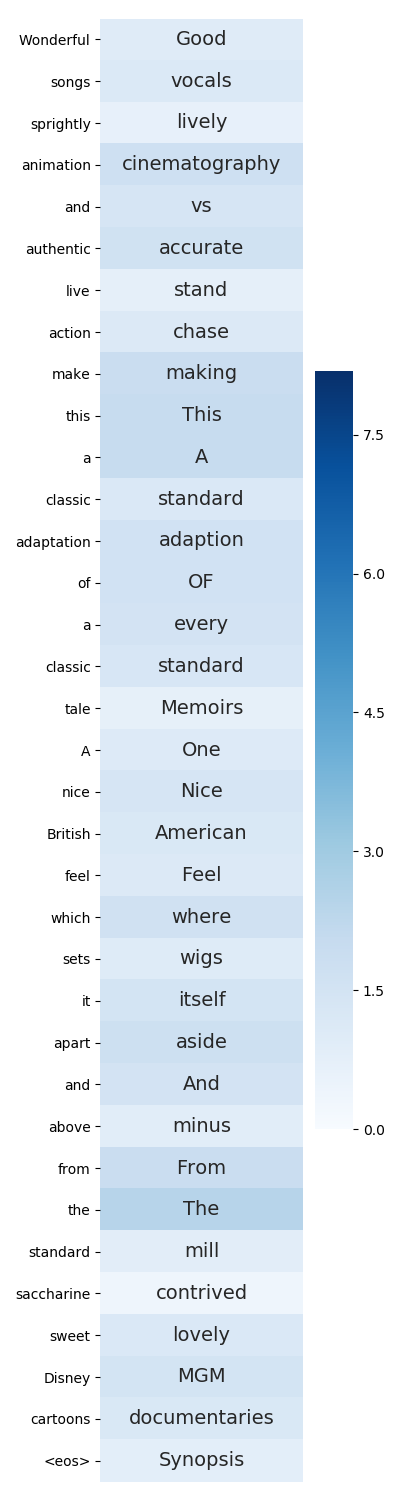 Wonderful Good
songs vocals
sprightly lively
animation cinematography
and vs
authentic accurate
live stand
action chase
make making
this This
a A
classic standard
adaptation adaption
of OF
a every
classic standard
tale Memoirs
A One
nice Nice
British American
feel Feel
which where
sets wigs
it itself
apart aside
and And
above minus
from From
the The
standard mill
saccharine contrived
sweet lovely
Disney MGM
cartoons documentaries
<eos> Synopsis
7.5
6.0
4.5
3.0
1.5
0.0